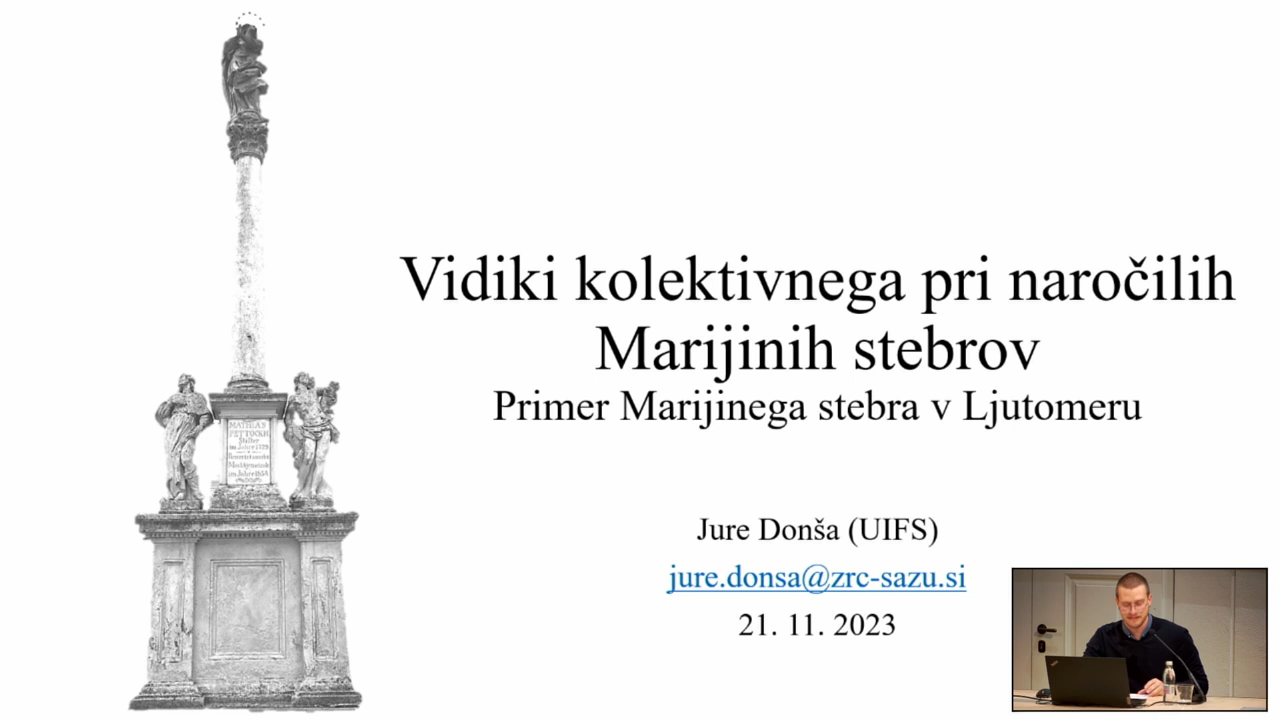 Vidiki kolektivnega pri naročilih
Marijinih stebrov
Primer Marijinega stebra v Ljutomeru
Jure Donša (UIFS)
jure.donsa@zrc-sazu.si
21. 11. 2023
MATHIAS
Stifter